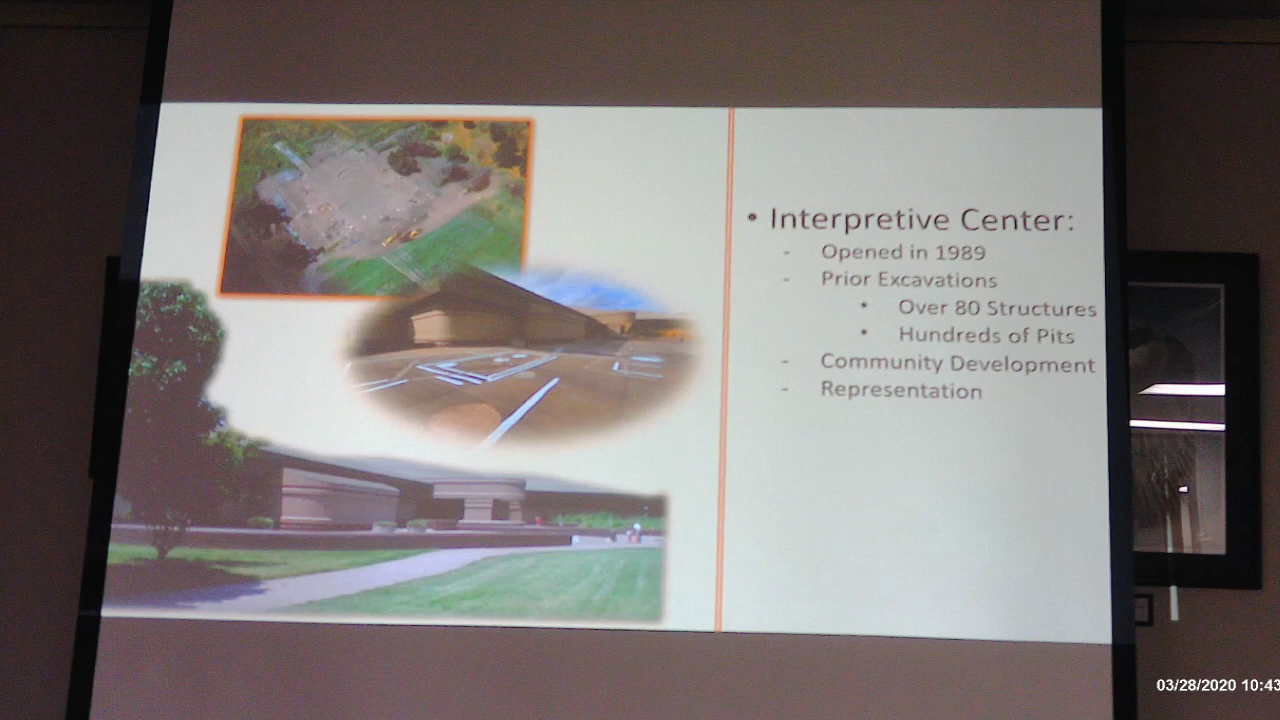 • Interpretive Center:
- Opened in 1989
- Prior Excavations
• Over 80 Structures
• Hundreds of Pits
- Community Development
- Representation
03/28/2020 10:43